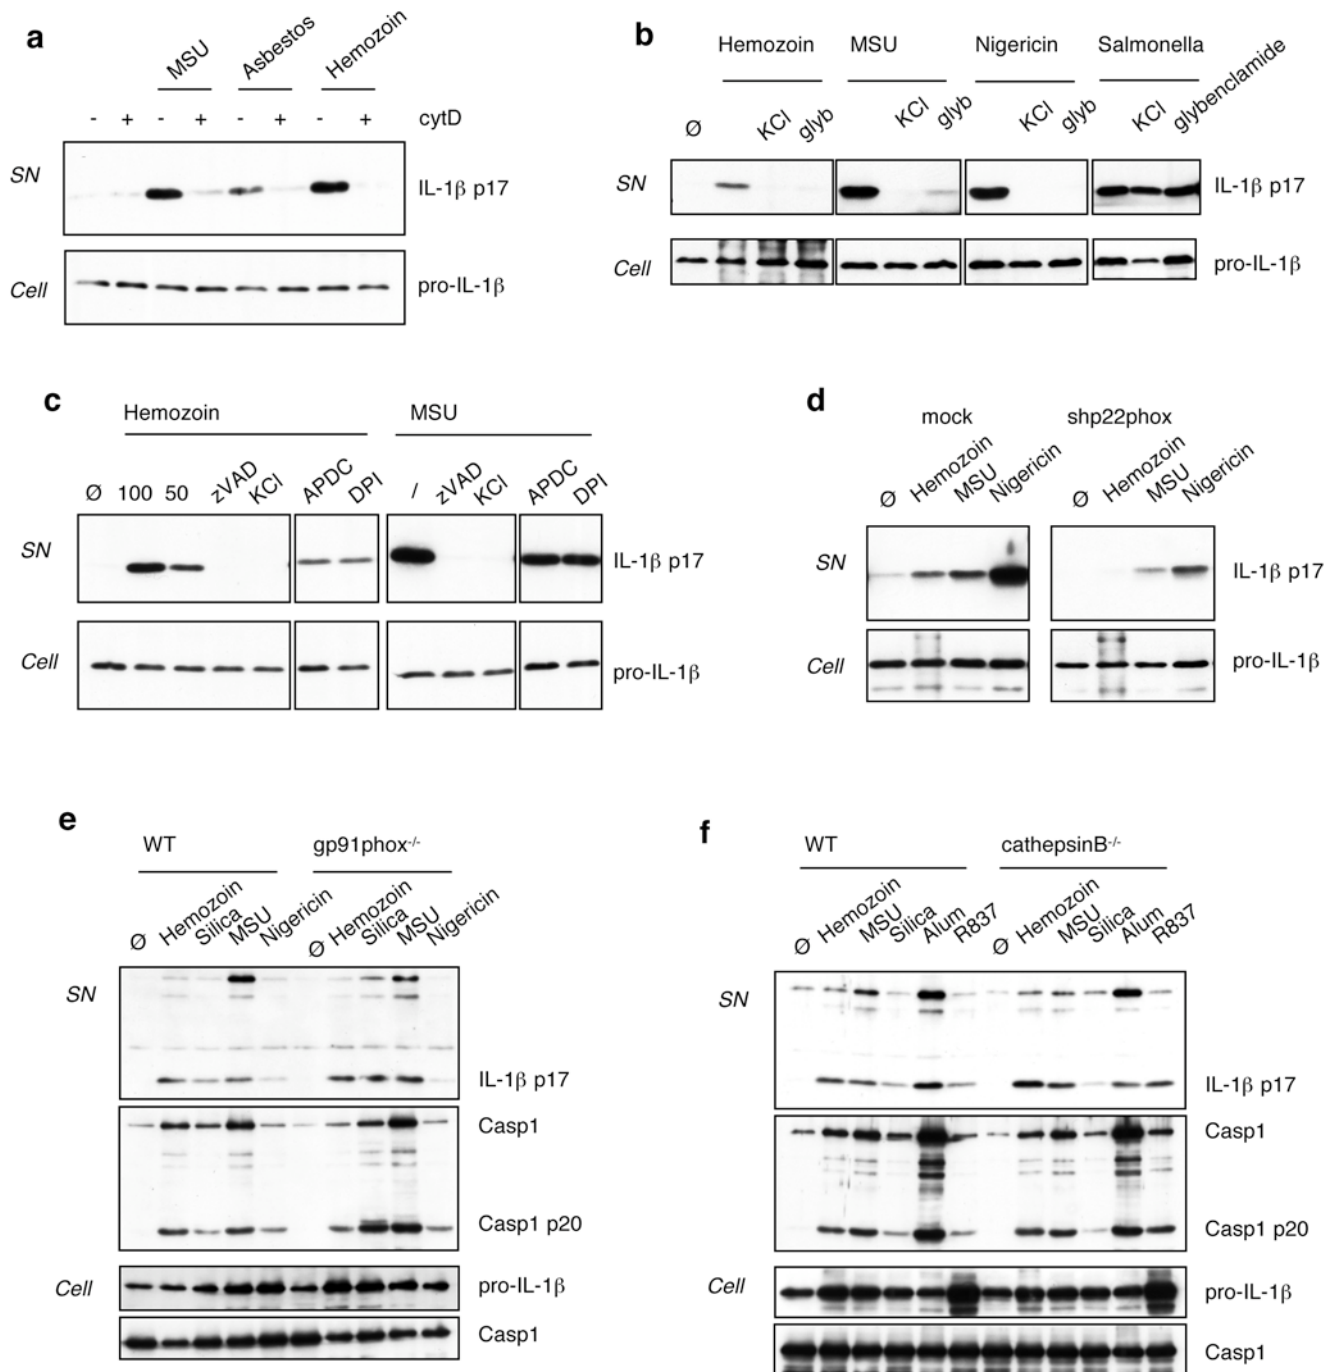 a
MSU Asbestos Hemozoin
- + - + - + - + cytD
SN IL-1β p17
Cell pro-IL-1β
b
Hemozoin MSU Nigericin Salmonella
Ø KCl glyb KCl glyb KCl glyb KCl glybenclamide
SN IL-1β p17
Cell pro-IL-1β
c
Hemozoin MSU
Ø 100 50 zVAD KCl APDC DPI / zVAD KCl APDC DPI
SN IL-1β p17
Cell pro-IL-1β
d
mock shp22phox
Ø Hemozoin MSU Nigericin Ø Hemozoin MSU Nigericin
SN IL-1β p17
Cell pro-IL-1β
e
WT gp91phox-/-
Ø Hemozoin Silica MSU Nigericin Ø Hemozoin Silica MSU Nigericin
SN
IL-1β p17
Casp1
Casp1 p20
Cell pro-IL-1β
Casp1
f
WT cathepsinB-/-
Ø Hemozoin MSU Silica Alum R837 Ø Hemozoin MSU Silica Alum R837
SN
IL-1β p17
Casp1
Casp1 p20
Cell pro-IL-1β
Casp1